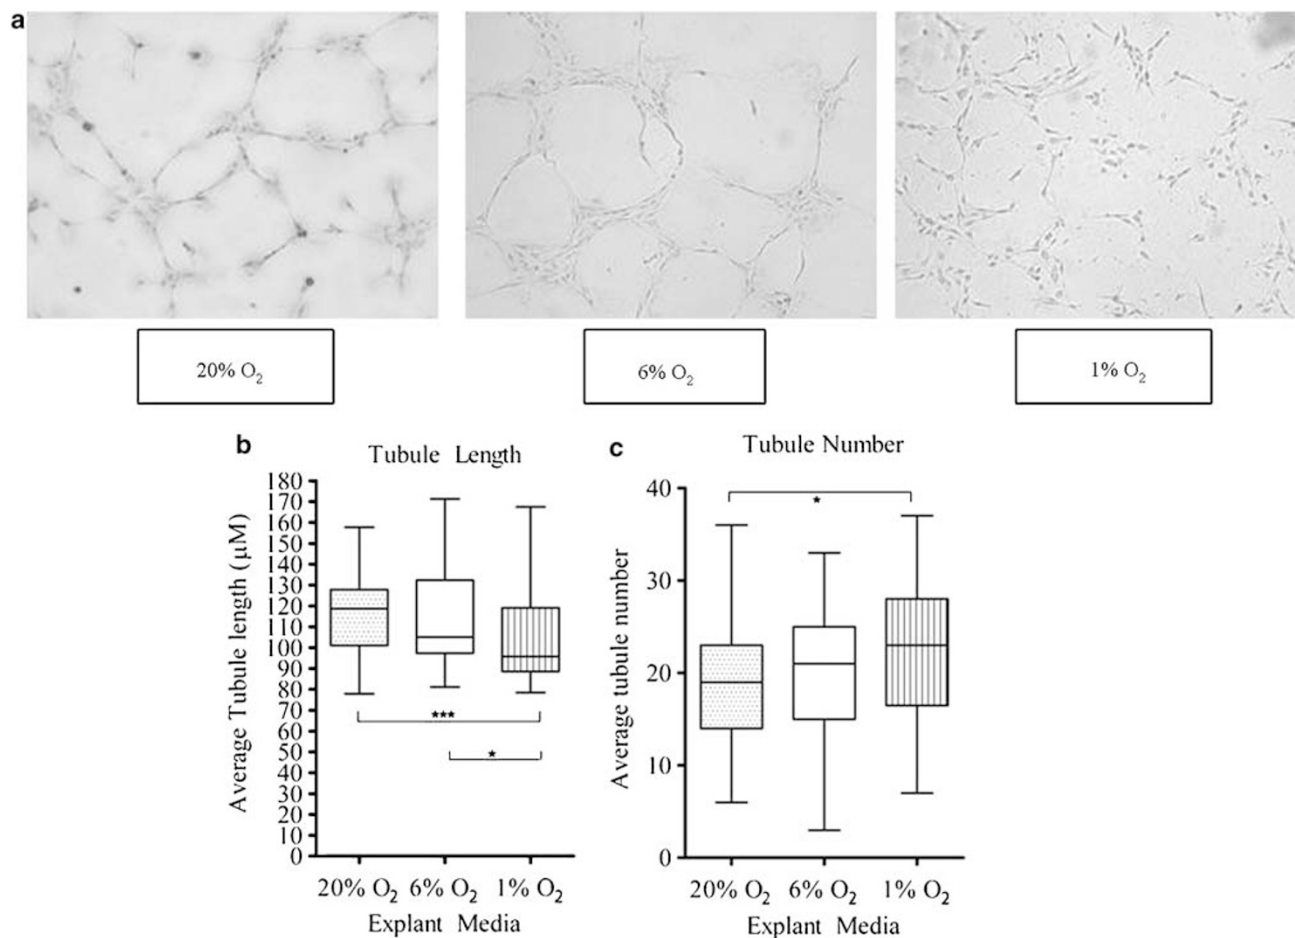 a
20% O₂
6% O₂
1% O₂
b
Tubule Length
Average Tubule length (µM)
180
170
160
150
140
130
120
110
100
90
80
70
60
50
40
30
20
10
0
***
*
20% O₂ 6% O₂ 1% O₂
Explant Media
c
Tubule Number
Average tubule number
40
30
20
10
0
*
20% O₂ 6% O₂ 1% O₂
Explant Media